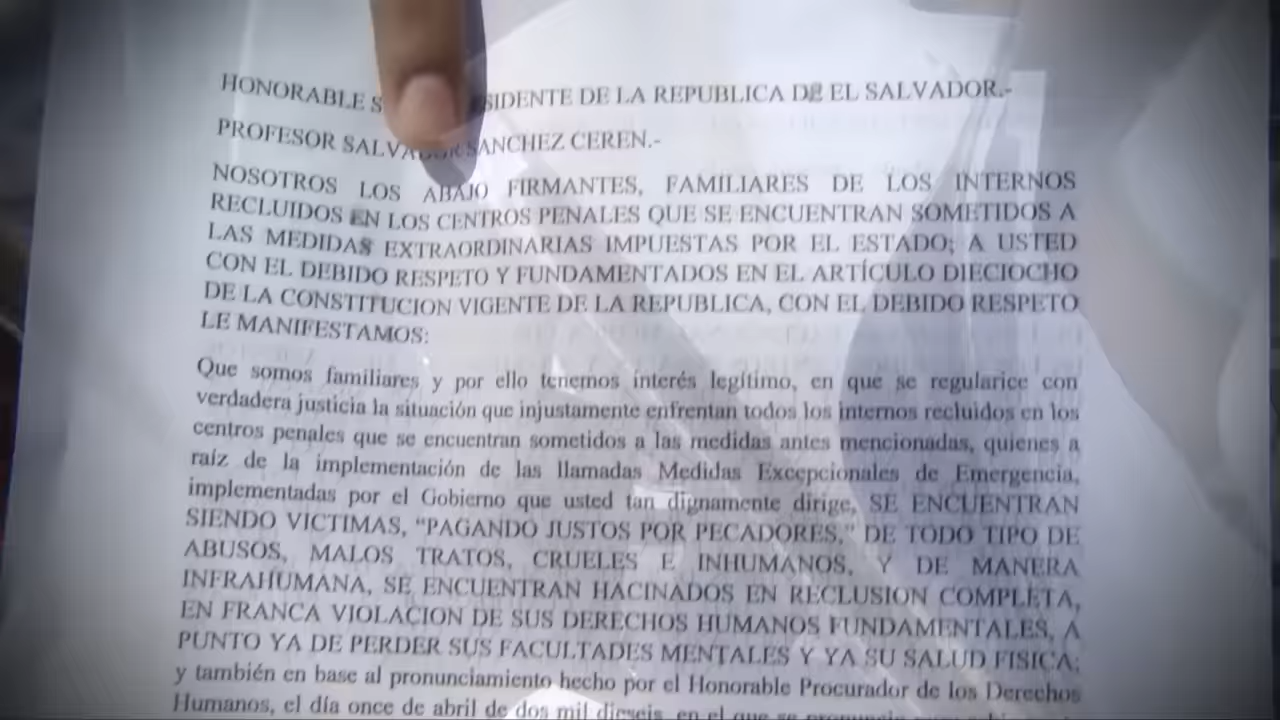 HONORABLE S SIDENTE DE LA REPUBLICA DE EL SALVADOR.-
PROFESOR SALVADOR SANCHEZ CEREN.-
NOSOTROS LOS ABAJO FIRMANTES, FAMILIARES DE LOS INTERNOS
RECLUIDOS EN LOS CENTROS PENALES QUE SE ENCUENTRAN SOMETIDOS A
LAS MEDIDAS EXTRAORDINARIAS IMPUESTAS POR EL ESTADO; A USTED
CON EL DEBIDO RESPETO Y FUNDAMENTADOS EN EL ARTÍCULO DIECIOCHO
DE LA CONSTITUCION VIGENTE DE LA REPUBLICA, CON EL DEBIDO RESPETO
LE MANIFESTAMOS:
Que somos familiares y por ello tenemos interés legítimo, en que se regularice con
verdadera justicia la situación que injustamente enfrentan todos los internos recluidos en los
centros penales que se encuentran sometidos a las medidas antes mencionadas, quienes a
raíz de la implementación de las llamadas Medidas Excepcionales de Emergencia,
implementadas por el Gobierno que usted tan dignamente dirige, SE ENCUENTRAN
SIENDO VICTIMAS, "PAGANDO JUSTOS POR PECADORES," DE TODO TIPO DE
ABUSOS, MALOS TRATOS, CRUELES E INHUMANOS, Y DE MANERA
INFRAHUMANA, SE ENCUENTRAN HACINADOS EN RECLUSION COMPLETA,
EN FRANCA VIOLACION DE SUS DERECHOS HUMANOS FUNDAMENTALES, A
PUNTO YA DE PERDER SUS FACULTADES MENTALES Y YA SU SALUD FISICA;
y también en base al pronunciamiento hecho por el Honorable Procurador de los Derechos
Humanos, el día once de abril de dos mil dieseis, en el que se